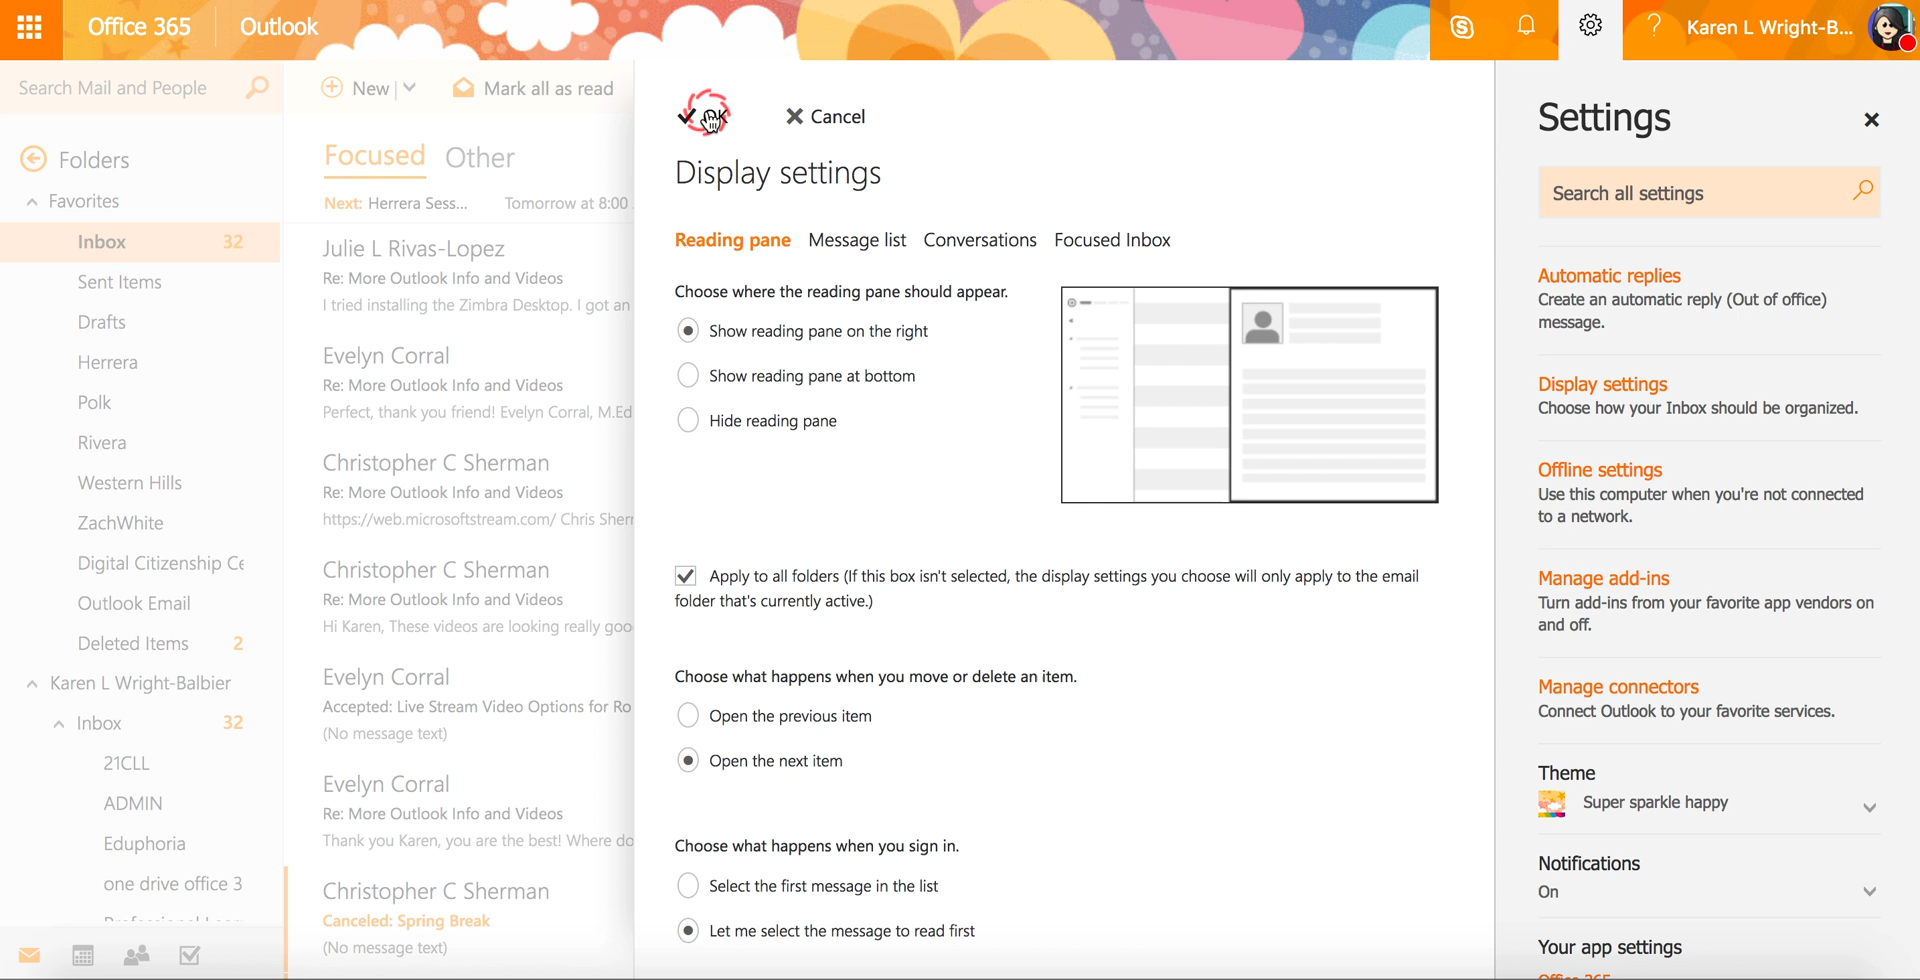 Office 365
Outlook
Karen L Wright-B...
Search Mail and People
New
Mark all as read
Folders
Favorites
Inbox 32
Sent Items
Drafts
Herrera
Polk
Rivera
Western Hills
ZachWhite
Digital Citizenship Ce
Outlook Email
Deleted Items 2
Karen L Wright-Balbier
Inbox 32
21CLL
ADMIN
Eduphoria
one drive office 3
Focused Other
Next: Herrera Sess... Tomorrow at 8:00
Julie L Rivas-Lopez
Re: More Outlook Info and Videos
I tried installing the Zimbra Desktop. I got an
Evelyn Corral
Re: More Outlook Info and Videos
Perfect, thank you friend! Evelyn Corral, M.Ed
Christopher C Sherman
Re: More Outlook Info and Videos
https://web.microsoftstream.com/ Chris Sherr
Christopher C Sherman
Re: More Outlook Info and Videos
Hi Karen, These videos are looking really goo
Evelyn Corral
Accepted: Live Stream Video Options for Ro
(No message text)
Evelyn Corral
Re: More Outlook Info and Videos
Thank you Karen, you are the best! Where do
Christopher C Sherman
Canceled: Spring Break
(No message text)
OK
Cancel
Display settings
Reading pane Message list Conversations Focused Inbox
Choose where the reading pane should appear.
Show reading pane on the right
Show reading pane at bottom
Hide reading pane
Apply to all folders (If this box isn't selected, the display settings you choose will only apply to the email
folder that's currently active.)
Choose what happens when you move or delete an item.
Open the previous item
Open the next item
Choose what happens when you sign in.
Select the first message in the list
Let me select the message to read first
Settings
Search all settings
Automatic replies
Create an automatic reply (Out of office)
message.
Display settings
Choose how your Inbox should be organized.
Offline settings
Use this computer when you're not connected
to a network.
Manage add-ins
Turn add-ins from your favorite app vendors on
and off.
Manage connectors
Connect Outlook to your favorite services.
Theme
Super sparkle happy
Notifications
On
Your app settings
Office 365